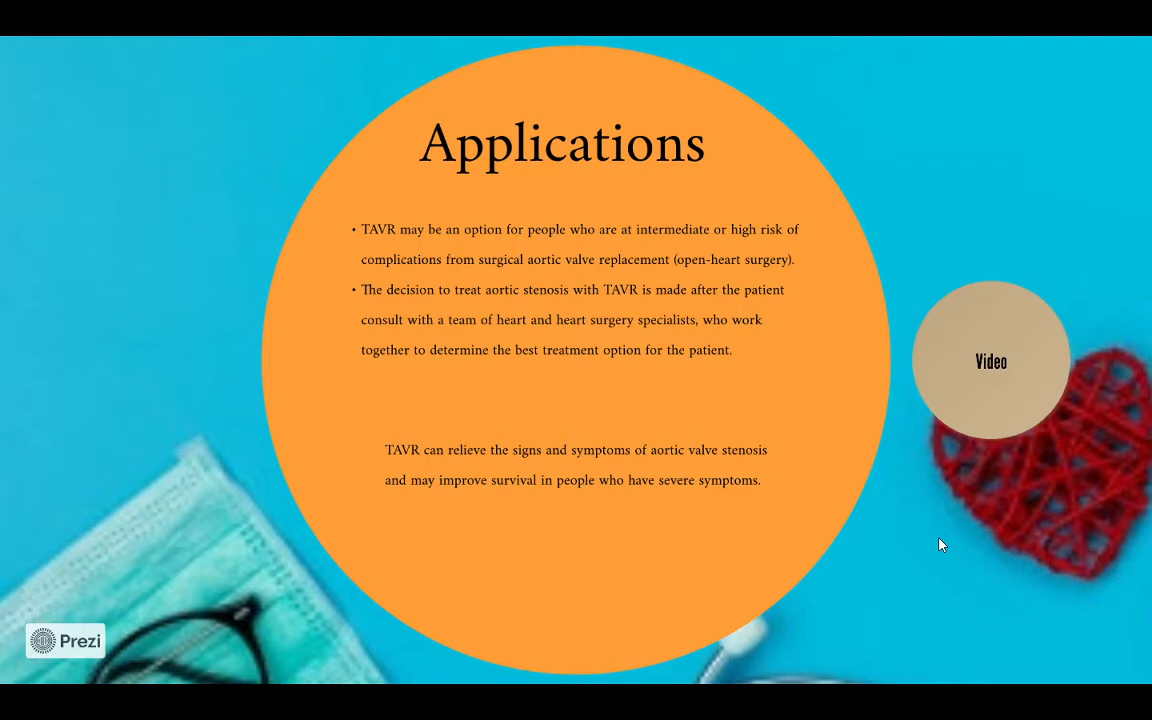 Applications
• TAVR may be an option for people who are at intermediate or high risk of
complications from surgical aortic valve replacement (open-heart surgery).
• The decision to treat aortic stenosis with TAVR is made after the patient
consult with a team of heart and heart surgery specialists, who work
together to determine the best treatment option for the patient.
Video
TAVR can relieve the signs and symptoms of aortic valve stenosis
and may improve survival in people who have severe symptoms.
Prezi